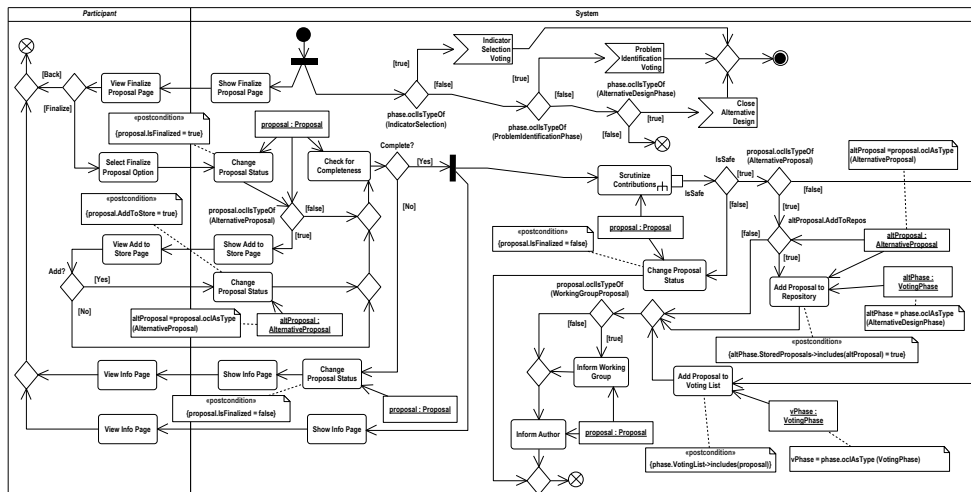 Participant
System
Indicator
Selection
Voting
Problem
Identification
Voting
[true]
[true]
[Back]
View Finalize
Proposal Page
Show Finalize
Proposal Page
[false]
[false]
phase.oclIsTypeOf
(AlternativeDesignPhase)
phase.oclIsTypeOf
(IndicatorSelection)
phase.oclIsTypeOf
(ProblemIdentificationPhase)
[true]
[false]
Close
Alternative
Design
[Finalize]
«postcondition»
{proposal.IsFinalized = true}
proposal : Proposal
Complete?
Select Finalize
Proposal Option
Change
Proposal Status
Check for
Completeness
[Yes]
[No]
Scrutinize
Contributions
IsSafe
IsSafe
[true]
[false]
proposal.oclIsTypeOf
(AlternativeProposal)
[false]
[true]
altProposal =proposal.oclAsType
(AlternativeProposal)
«postcondition»
{proposal.AddToStore = true}
proposal.oclIsTypeOf
(AlternativeProposal)
[false]
[true]
proposal : Proposal
altProposal.AddToRepos
[false]
[true]
altProposal :
AlternativeProposal
View Add to
Store Page
Show Add to
Store Page
«postcondition»
{proposal.IsFinalized = false}
Change Proposal
Status
Add?
[Yes]
[No]
Change
Proposal Status
Add Proposal to
Repository
altPhase :
VotingPhase
altProposal =proposal.oclAsType
(AlternativeProposal)
altProposal :
AlternativeProposal
proposal.oclIsTypeOf
(WorkingGroupProposal)
[false]
[true]
altPhase = phase.oclAsType
(AlternativeDesignPhase)
«postcondition»
{altPhase.StoredProposals->includes(altProposal) = true}
View Info Page
Show Info Page
Change
Proposal Status
Inform Working
Group
Add Proposal to
Voting List
«postcondition»
{proposal.IsFinalized = false}
proposal : Proposal
vPhase :
VotingPhase
View Info Page
Show Info Page
Inform Author
proposal : Proposal
«postcondition»
{phase.VotingList->includes(proposal)}
vPhase = phase.oclAsType (VotingPhase)